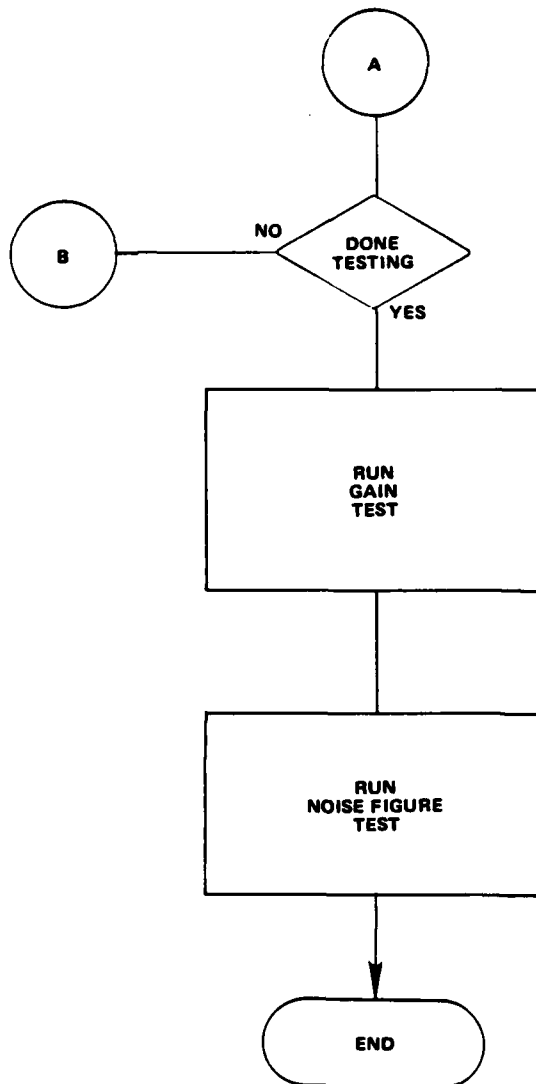 A
NO
B
DONE
TESTING
YES
RUN
GAIN
TEST
RUN
NOISE FIGURE
TEST
END